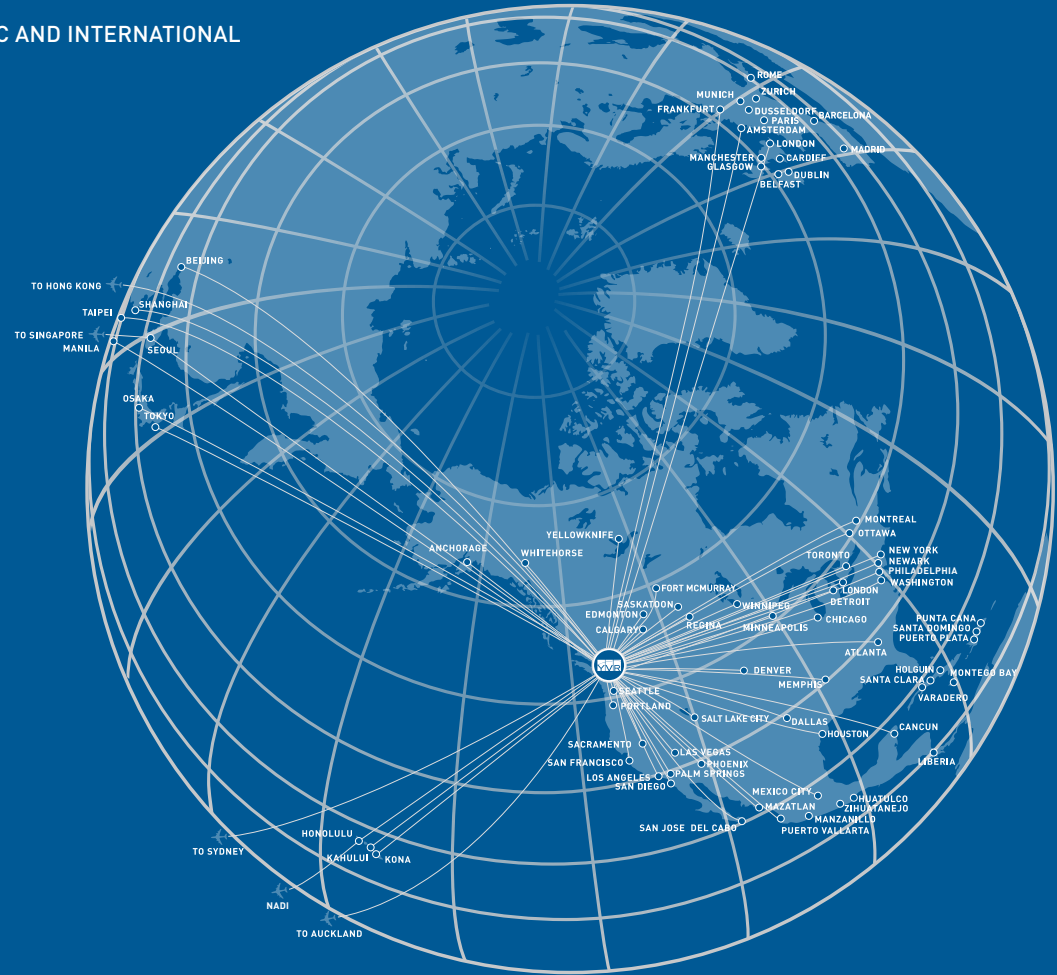 C AND INTERNATIONAL
ROME
ZURICH
MUNICH
FRANKFURT
DUSSELDORF
PARIS
BARCELONA
AMSTERDAM
LONDON
MADRID
MANCHESTER
CARDIFF
GLASGOW
DUBLIN
BELFAST
BEIJING
TO HONG KONG
SHANGHAI
TAIPEI
TO SINGAPORE
MANILA
SEOUL
OSAKA
TOKYO
MONTREAL
OTTAWA
YELLOWKNIFE
ANCHORAGE
WHITEHORSE
TORONTO
NEW YORK
NEWARK
PHILADELPHIA
WASHINGTON
FORT MCMURRAY
LONDON
DETROIT
SASKATOON
WINNIPEG
EDMONTON
REGINA
MINNEAPOLIS
CHICAGO
CALGARY
PUNTA CANA
SANTA DOMINGO
PUERTO PLATA
ATLANTA
YVR
DENVER
MEMPHIS
HOLGUIN
MONTEGO BAY
SANTA CLARA
VARADERO
SEATTLE
PORTLAND
SALT LAKE CITY
DALLAS
HOUSTON
CANCUN
SACRAMENTO
LAS VEGAS
SAN FRANCISCO
PHOENIX
LIBERIA
LOS ANGELES
PALM SPRINGS
SAN DIEGO
MEXICO CITY
HUATULCO
MAZATLAN
ZIHUATANEJO
MANZANILLO
SAN JOSE DEL CABO
PUERTO VALLARTA
HONOLULU
TO SYDNEY
KAHULUI
KONA
NADI
TO AUCKLAND